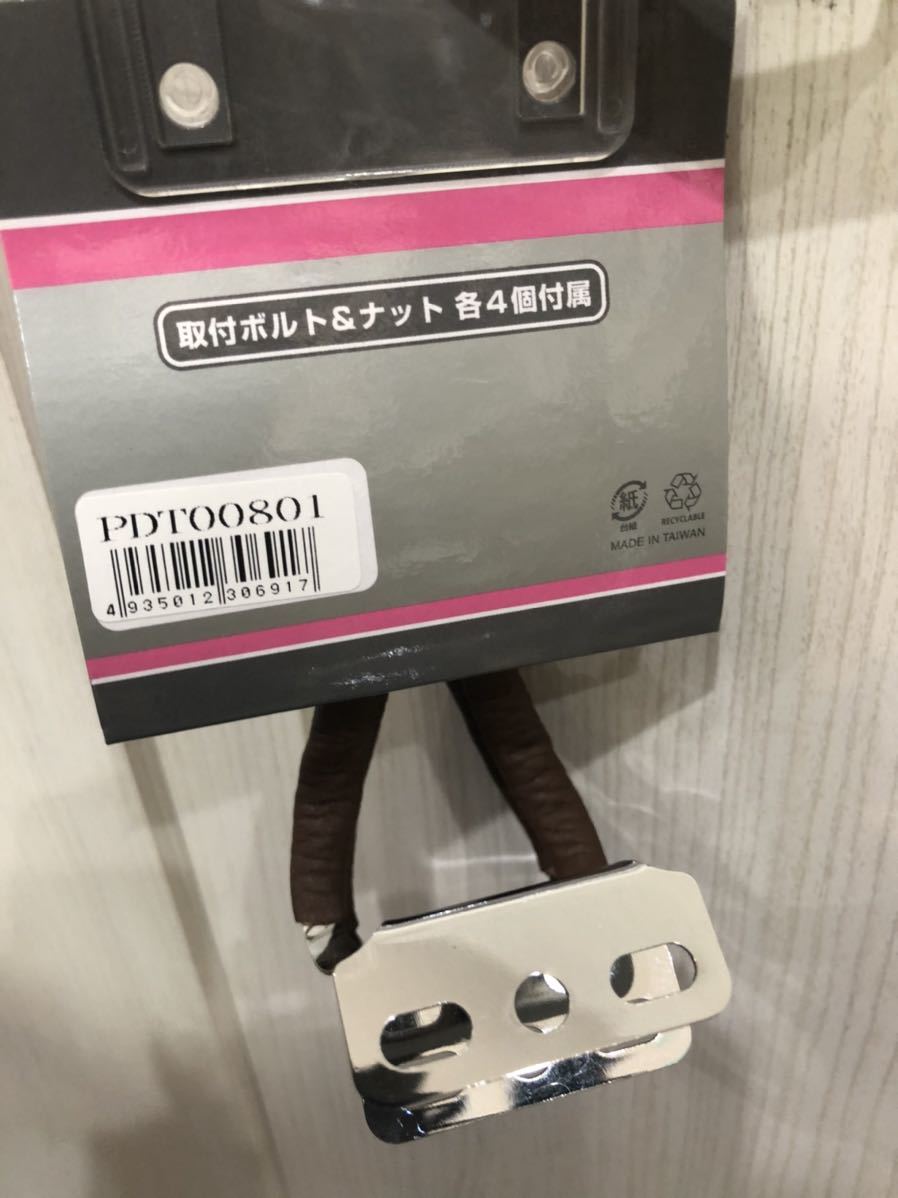 取付ボルト&ナット 各4個付属
PDT00801
4 935012 306917
紙
台紙
RECYCLABLE
MADE IN TAIWAN